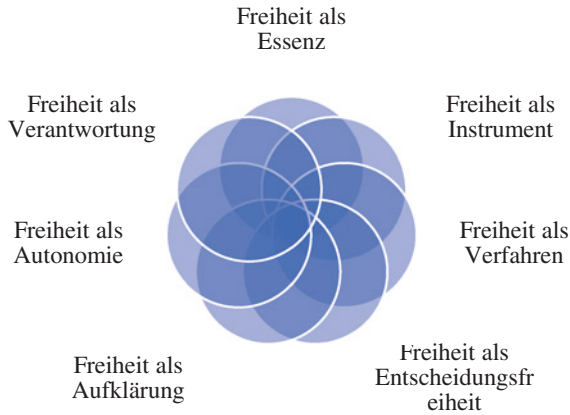 Freiheit als
Essenz
Freiheit als
Instrument
Freiheit als
Verfahren
Freiheit als
Entscheidungsfr
eiheit
Freiheit als
Aufklärung
Freiheit als
Autonomie
Freiheit als
Verantwortung